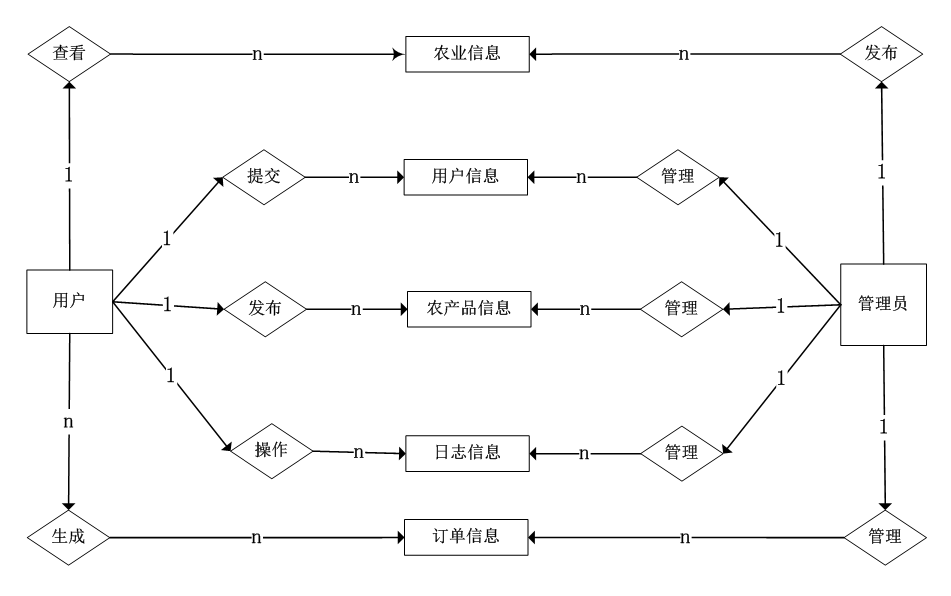 查看
n
农业信息
n
发布
1
1
提交
n
用户信息
n
管理
1
1
用户
管理员
1
发布
n
农产品信息
n
管理
1
1
1
n
1
操作
n
日志信息
n
管理
生成
n
订单信息
n
管理